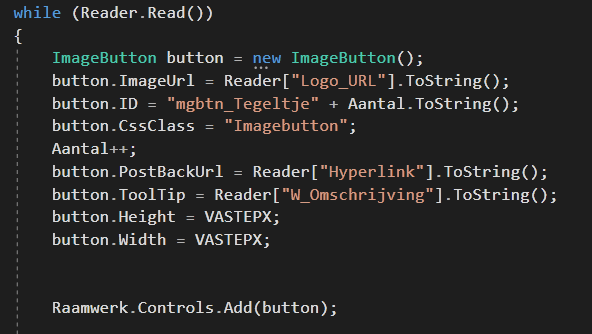 while (Reader.Read())
{
ImageButton button = new ImageButton();
button.ImageUrl = Reader["Logo_URL"].ToString();
button.ID = "mgbtn_Tegeltje" + Aantal.ToString();
button.CssClass = "Imagebutton";
Aantal++;
button.PostBackUrl = Reader["Hyperlink"].ToString();
button.ToolTip = Reader["W_Omschrijving"].ToString();
button.Height = VASTEPX;
button.Width = VASTEPX;
Raamwerk.Controls.Add(button);